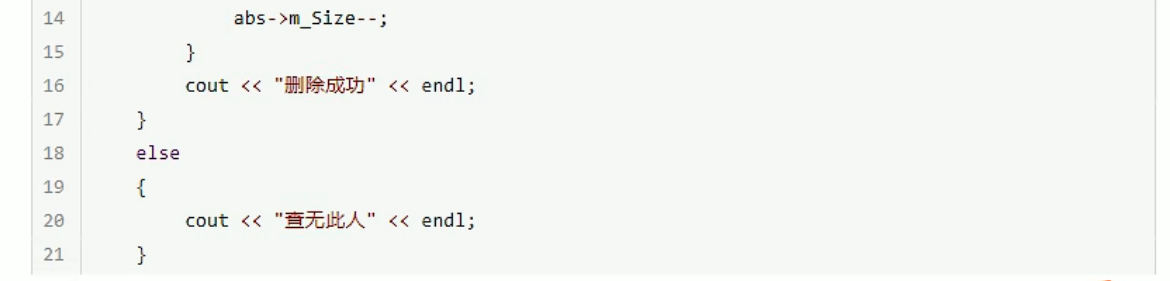 14 abs->m_Size--;
15 }
16 cout << "删除成功" << endl;
17 }
18 else
19 {
20 cout << "查无此人" << endl;
21 }